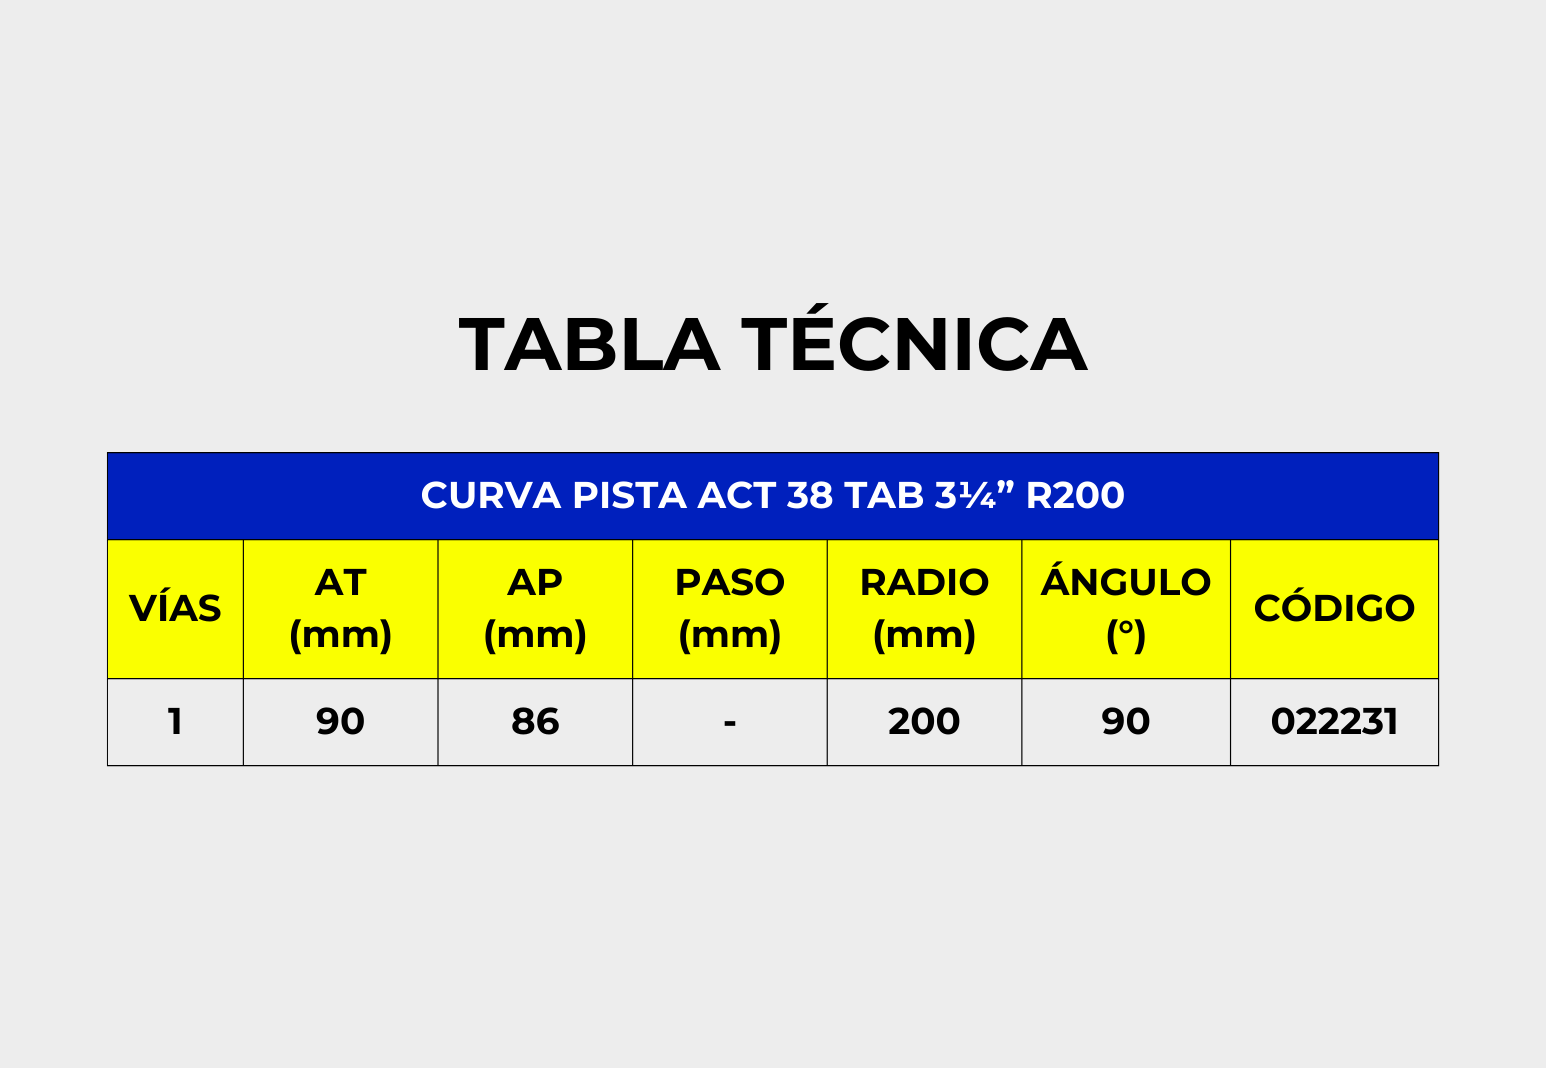 TABLA TÉCNICA
CURVA PISTA ACT 38 TAB 3¼” R200
VÍAS
AT
(mm)
AP
(mm)
PASO
(mm)
RADIO
(mm)
ÁNGULO
(°)
CÓDIGO
1 90 86 - 200 90 022231